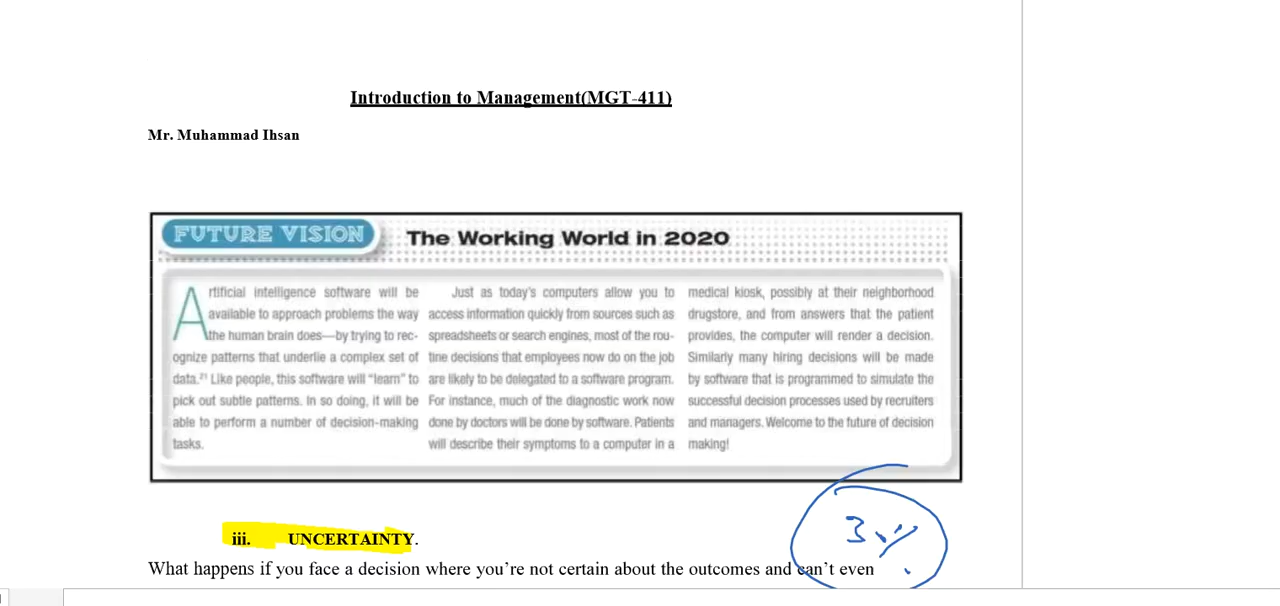 Introduction to Management(MGT-411)
Mr. Muhammad Ihsan
FUTURE VISION
The Working World in 2020
Artificial intelligence software will be
available to approach problems the way
the human brain does—by trying to rec-
ognize patterns that underlie a complex set of
data.²¹ Like people, this software will "learn" to
pick out subtle patterns. In so doing, it will be
able to perform a number of decision-making
tasks.
Just as today's computers allow you to
access information quickly from sources such as
spreadsheets or search engines, most of the rou-
tine decisions that employees now do on the job
are likely to be delegated to a software program.
For instance, much of the diagnostic work now
done by doctors will be done by software. Patients
will describe their symptoms to a computer in a
medical kiosk, possibly at their neighborhood
drugstore, and from answers that the patient
provides, the computer will render a decision.
Similarly many hiring decisions will be made
by software that is programmed to simulate the
successful decision processes used by recruiters
and managers. Welcome to the future of decision
making!
3
iii. UNCERTAINTY.
What happens if you face a decision where you're not certain about the outcomes and can't even